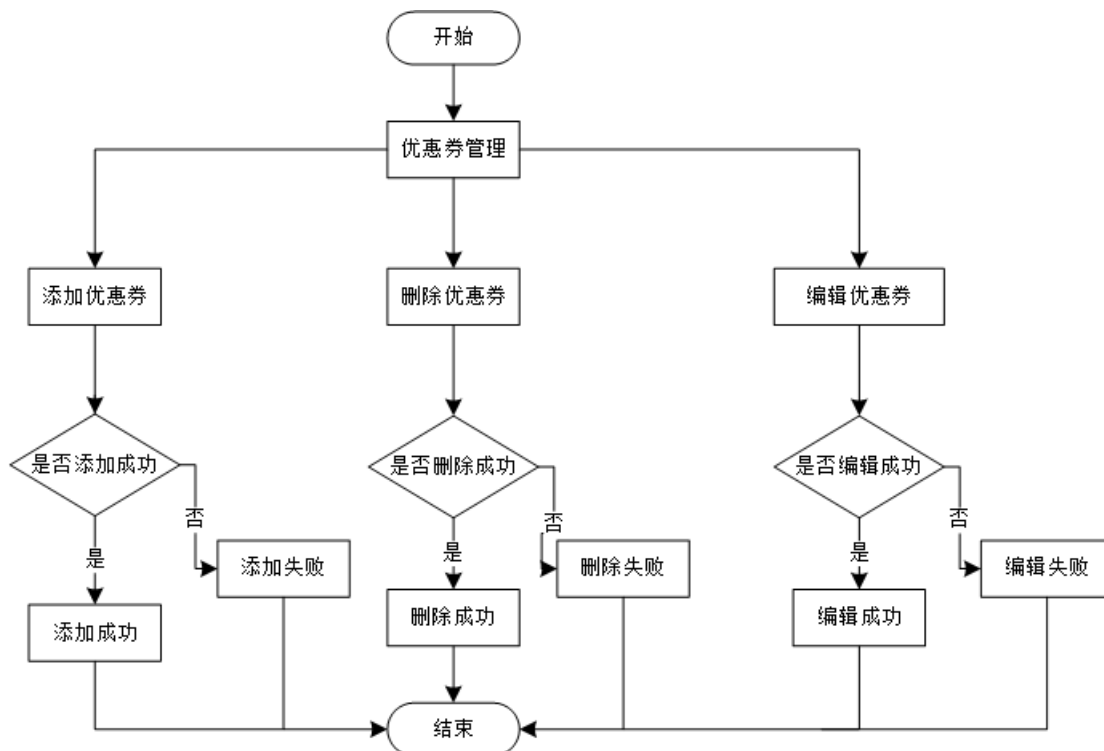 开始
优惠券管理
添加优惠券
删除优惠券
编辑优惠券
是否添加成功
是否删除成功
是否编辑成功
否
否
否
是
是
是
添加失败
删除失败
编辑失败
添加成功
删除成功
编辑成功
结束